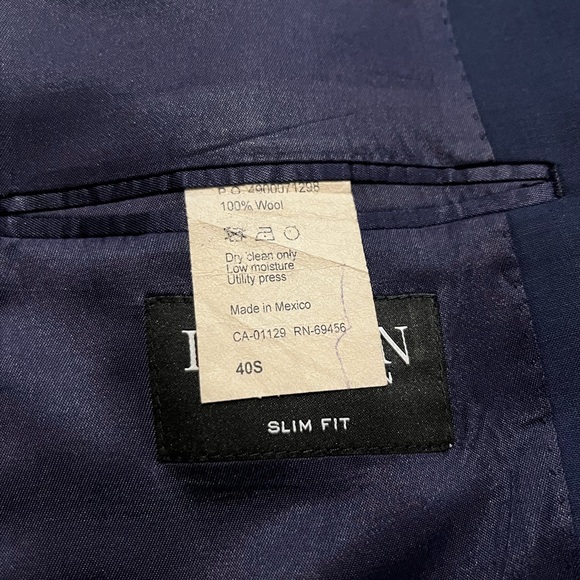 P.O. 4900071298
100% Wool
Dry clean only
Low moisture
Utility press
Made in Mexico
CA-01129 RN-69456
40S
SLIM FIT